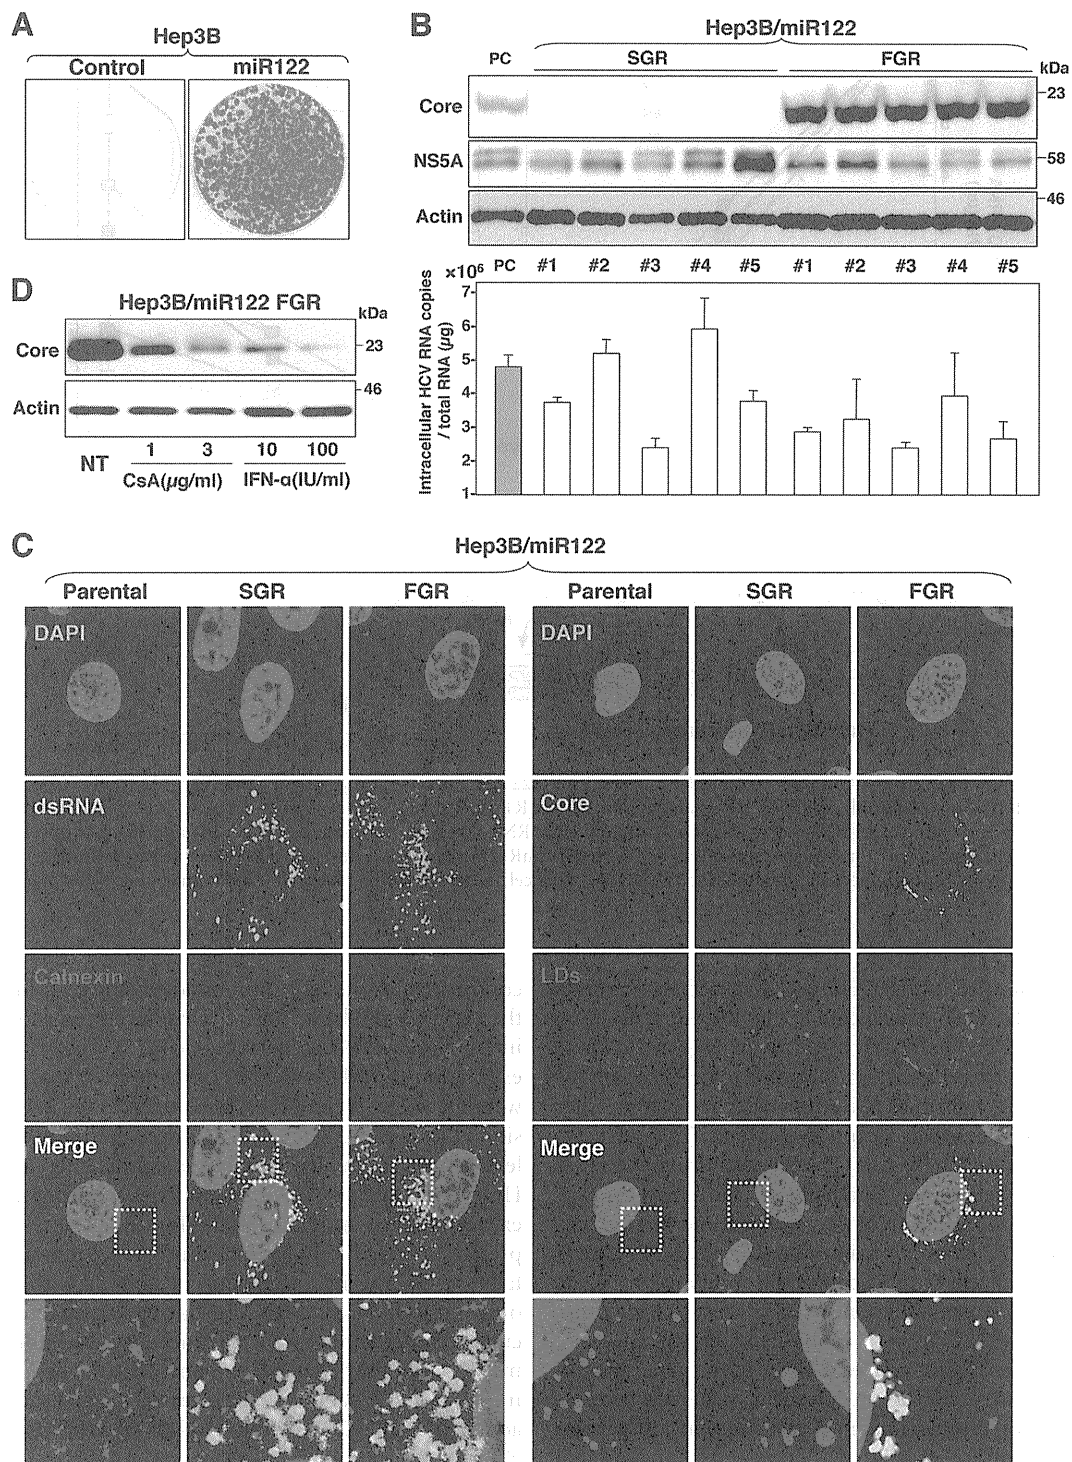 A
Hep3B
Control
miR122
B
Hep3B/miR122
PC
SGR
FGR
kDa
Core
23
NS5A
58
Actin
46
PC
#1
#2
#3
#4
#5
#1
#2
#3
#4
#5
×10⁶
7
6
5
4
3
2
1
Intracellular HCV RNA copies
/ total RNA (µg)
D
Hep3B/miR122 FGR
kDa
Core
23
Actin
46
NT
1
3
10
100
CsA(µg/ml)
IFN-α(IU/ml)
C
Hep3B/miR122
Parental
SGR
FGR
Parental
SGR
FGR
DAPI
DAPI
dsRNA
Core
Calnexin
LDs
Merge
Merge